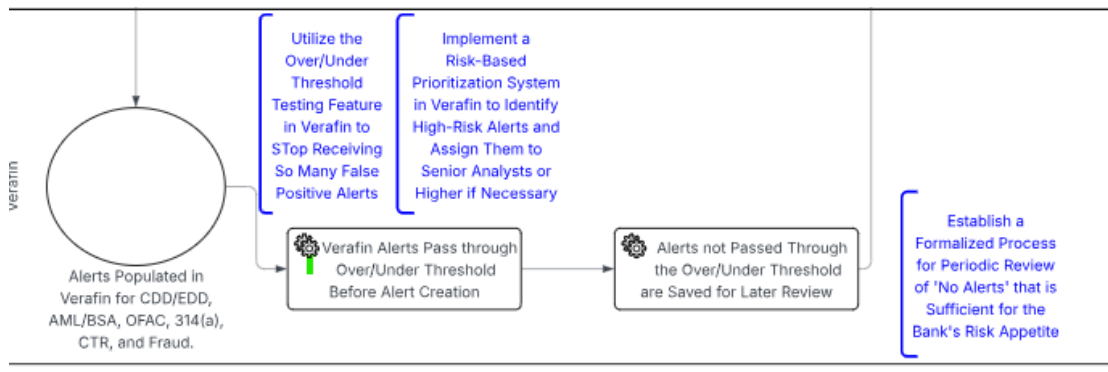 Utilize the
Over/Under
Threshold
Testing Feature
in Verafin to
STop Receiving
So Many False
Positive Alerts
Implement a
Risk-Based
Prioritization System
in Verafin to Identify
High-Risk Alerts and
Assign Them to
Senior Analysts or
Higher if Necessary
verafin
Alerts Populated in
Verafin for CDD/EDD,
AML/BSA, OFAC, 314(a),
CTR, and Fraud.
Verafin Alerts Pass through
Over/Under Threshold
Before Alert Creation
Alerts not Passed Through
the Over/Under Threshold
are Saved for Later Review
Establish a
Formalized Process
for Periodic Review
of 'No Alerts' that is
Sufficient for the
Bank's Risk Appetite